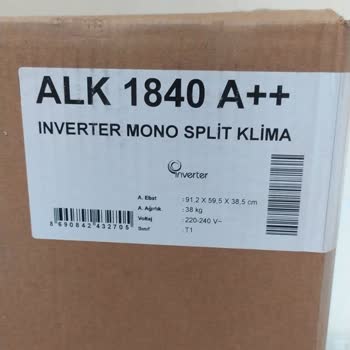 ALK 1840 A++
INVERTER MONO SPLİT KLİMA
inverter
A. Ebat : 91,2 X 59,5 X 38,5 cm
A. Ağırlık : 38 kg
Voltaj : 220-240 V~
Sınıf : T1
8 690842 432705